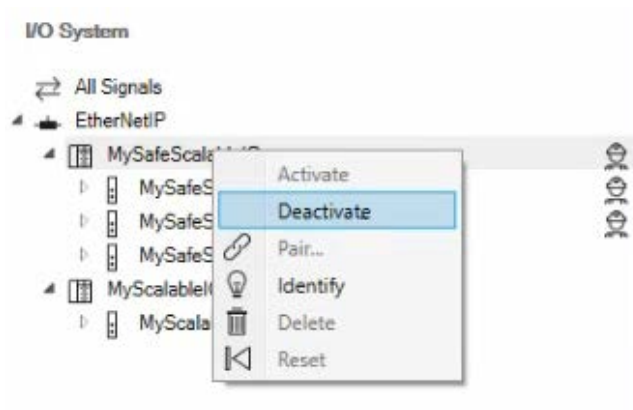 I/O System
All Signals
EtherNetIP
MySafeScala
Activate
MySafeS
Deactivate
MySafeS
Pair...
MySafeS
Identify
MyScalableI
Delete
MyScala
Reset